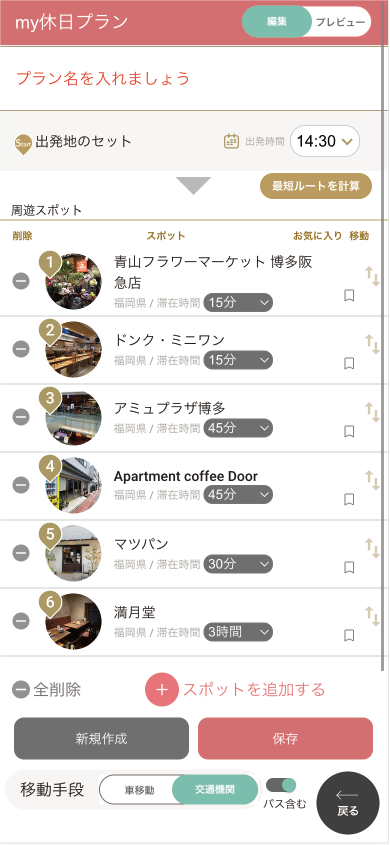 my休日プラン
編集
プレビュー
プラン名を入れましょう
Start
出発地のセット
出発時間
14:30
最短ルートを計算
周遊スポット
削除
スポット
お気に入り
移動
1
青山フラワーマーケット 博多阪
急店
福岡県 / 滞在時間 15分
2
ドンク・ミニワン
福岡県 / 滞在時間 15分
3
アミュプラザ博多
福岡県 / 滞在時間 45分
4
Apartment coffee Door
福岡県 / 滞在時間 45分
5
マツパン
福岡県 / 滞在時間 30分
6
満月堂
福岡県 / 滞在時間 3時間
全削除
スポットを追加する
新規作成
保存
移動手段
車移動
交通機関
バス含む
戻る